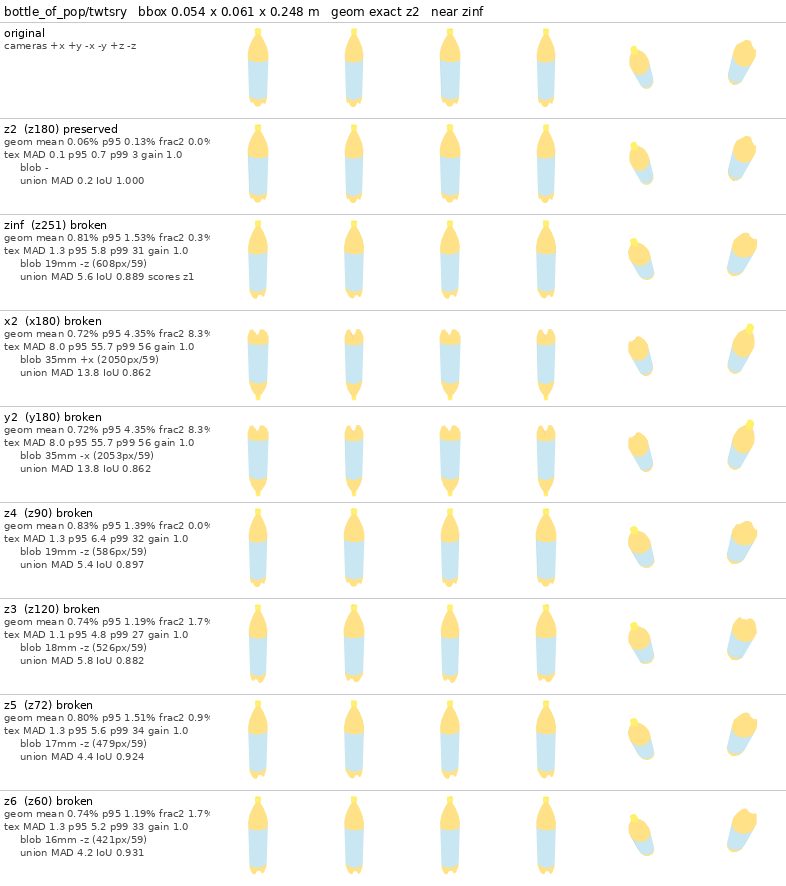 bottle_of_pop/twtsry   bbox 0.054 x 0.061 x 0.248 m   geom exact z2   near zinf
original
cameras +x +y -x -y +z -z
z2  (z180) preserved
geom mean 0.06% p95 0.13% frac2 0.0%
tex MAD 0.1 p95 0.7 p99 3 gain 1.0
blob -
union MAD 0.2 IoU 1.000
zinf  (z251) broken
geom mean 0.81% p95 1.53% frac2 0.3%
tex MAD 1.3 p95 5.8 p99 31 gain 1.0
blob 19mm -z (608px/59)
union MAD 5.6 IoU 0.889 scores z1
x2  (x180) broken
geom mean 0.72% p95 4.35% frac2 8.3%
tex MAD 8.0 p95 55.7 p99 56 gain 1.0
blob 35mm +x (2050px/59)
union MAD 13.8 IoU 0.862
y2  (y180) broken
geom mean 0.72% p95 4.35% frac2 8.3%
tex MAD 8.0 p95 55.7 p99 56 gain 1.0
blob 35mm -x (2053px/59)
union MAD 13.8 IoU 0.862
z4  (z90) broken
geom mean 0.83% p95 1.39% frac2 0.0%
tex MAD 1.3 p95 6.4 p99 32 gain 1.0
blob 19mm -z (586px/59)
union MAD 5.4 IoU 0.897
z3  (z120) broken
geom mean 0.74% p95 1.19% frac2 1.7%
tex MAD 1.1 p95 4.8 p99 27 gain 1.0
blob 18mm -z (526px/59)
union MAD 5.8 IoU 0.882
z5  (z72) broken
geom mean 0.80% p95 1.51% frac2 0.9%
tex MAD 1.3 p95 5.6 p99 34 gain 1.0
blob 17mm -z (479px/59)
union MAD 4.4 IoU 0.924
z6  (z60) broken
geom mean 0.74% p95 1.19% frac2 1.7%
tex MAD 1.3 p95 5.2 p99 33 gain 1.0
blob 16mm -z (421px/59)
union MAD 4.2 IoU 0.931